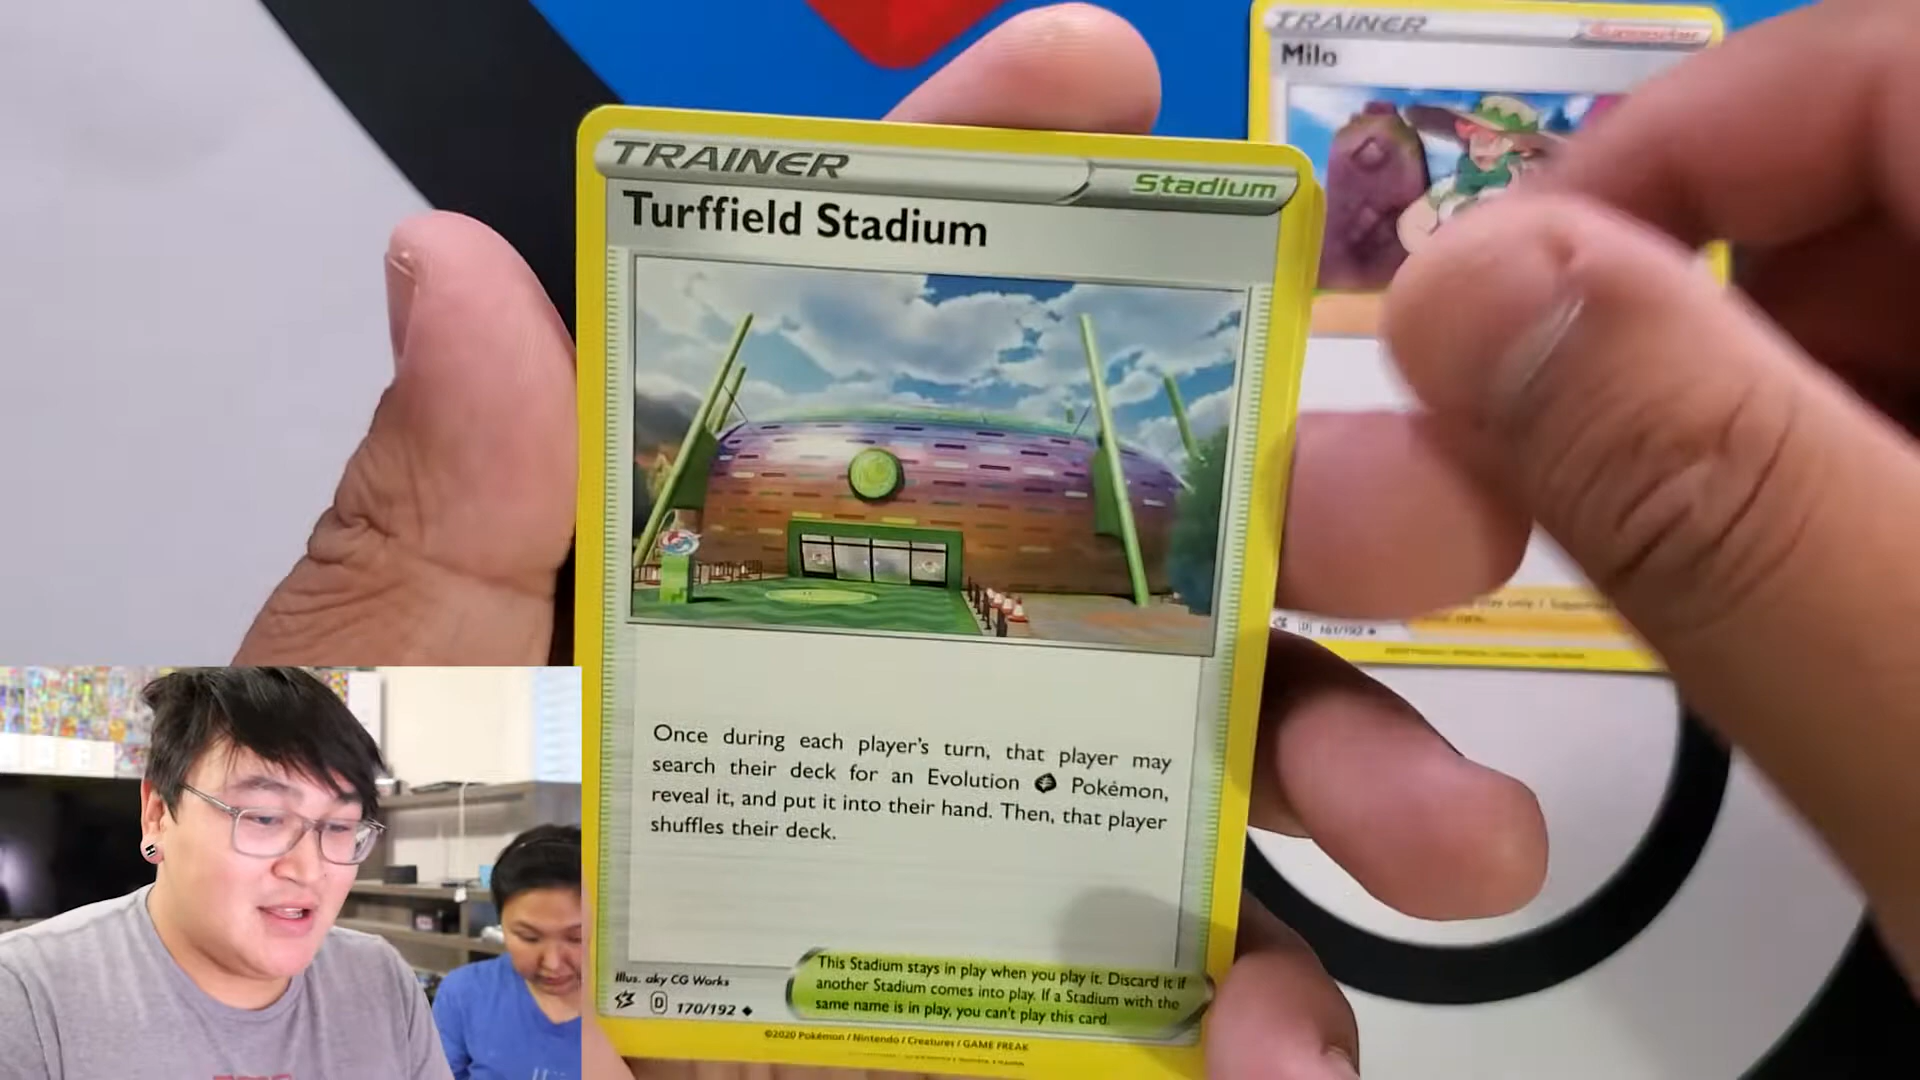 TRAINER
Supporter
Milo
TRAINER
Stadium
Turffield Stadium
Once during each player's turn, that player may
search their deck for an Evolution Pokémon,
reveal it, and put it into their hand. Then, that player
shuffles their deck.
This Stadium stays in play when you play it. Discard it if
another Stadium comes into play. If a Stadium with the
same name is in play, you can't play this card.
Illus. aky CG Works
D 170/192
©2020 Pokémon / Nintendo / Creatures / GAME FREAK
D 161/192